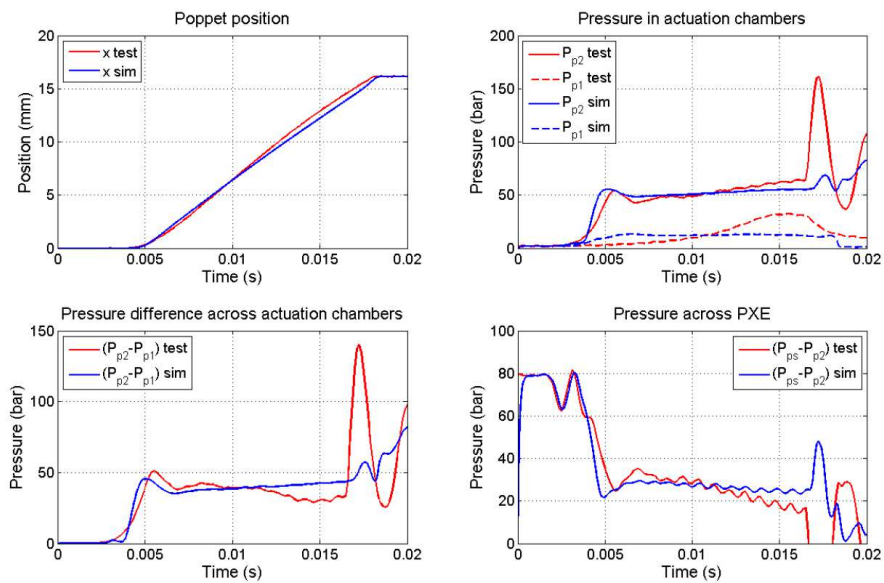 Poppet position
20
15
10
5
0
0
0.005
0.01
0.015
0.02
Position (mm)
Time (s)
x test
x sim
Pressure in actuation chambers
200
150
100
50
0
0
0.005
0.01
0.015
0.02
Pressure (bar)
Time (s)
Pp2 test
Pp1 test
Pp2 sim
Pp1 sim
Pressure difference across actuation chambers
150
100
50
0
0
0.005
0.01
0.015
0.02
Pressure (bar)
Time (s)
(Pp2-Pp1) test
(Pp2-Pp1) sim
Pressure across PXE
100
80
60
40
20
0
0
0.005
0.01
0.015
0.02
Pressure (bar)
Time (s)
(Pps-Pp2) test
(Pps-Pp2) sim